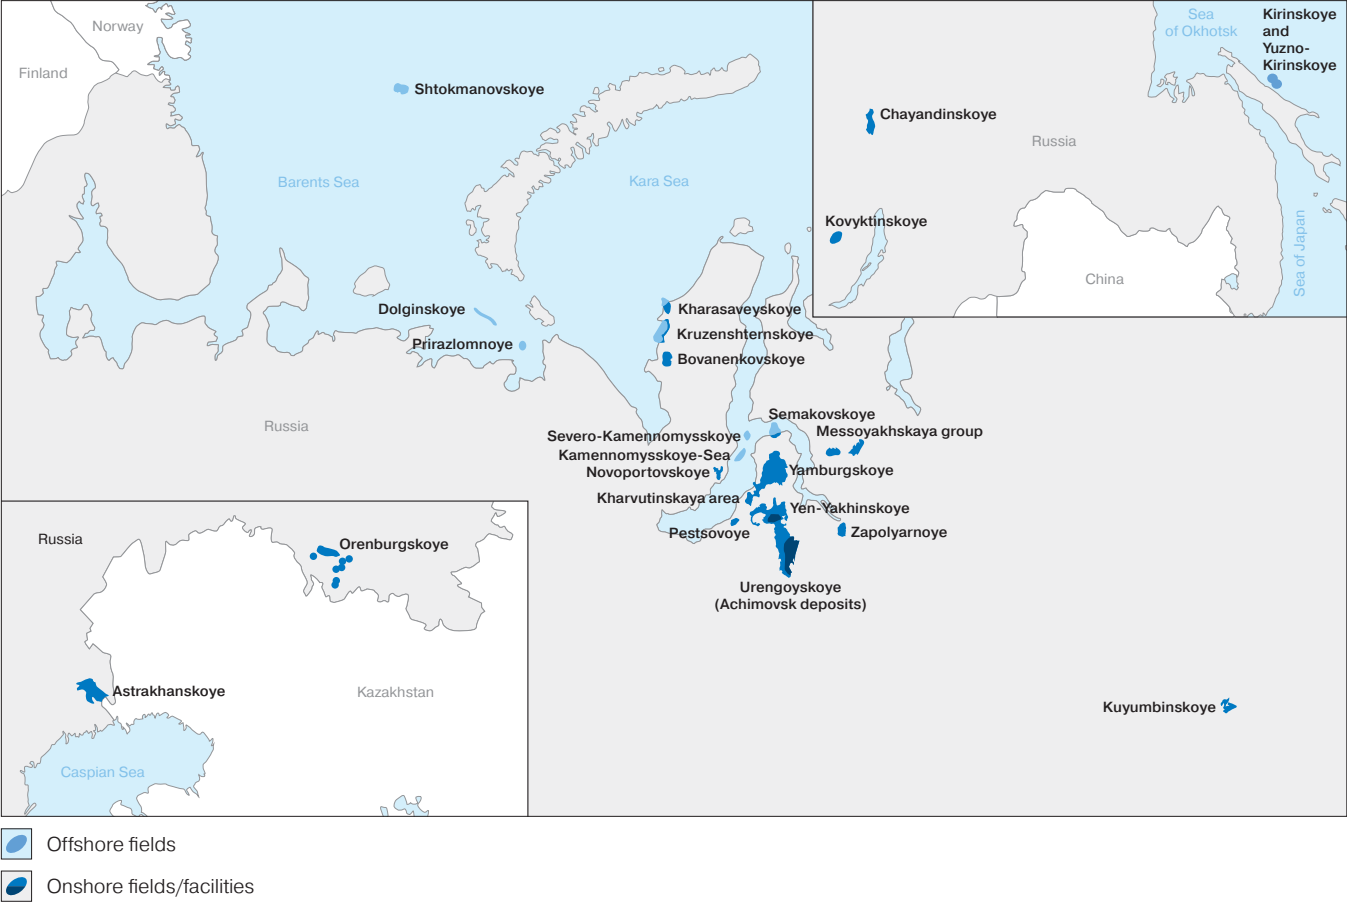 Norway
Finland
Shtokmanovskoye
Barents Sea
Kara Sea
Dolginskoye
Prirazlomnoye
Kharasaveyskoye
Kruzenshternskoye
Bovanenkovskoye
Russia
Semakovskoye
Messoyakhskaya group
Severo-Kamennomysskoye
Kamennomysskoye-Sea
Novoportovskoye
Yamburgskoye
Kharvutinskaya area
Yen-Yakhinskoye
Pestsovoye
Zapolyarnoye
Urengoyskoye
(Achimovsk deposits)
Kuyumbinskoye
Sea
of Okhotsk
Kirinskoye
and
Yuzno-
Kirinskoye
Chayandinskoye
Russia
Kovyktinskoye
China
Sea of Japan
Russia
Orenburgskoye
Astrakhanskoye
Kazakhstan
Caspian Sea
Offshore fields
Onshore fields/facilities